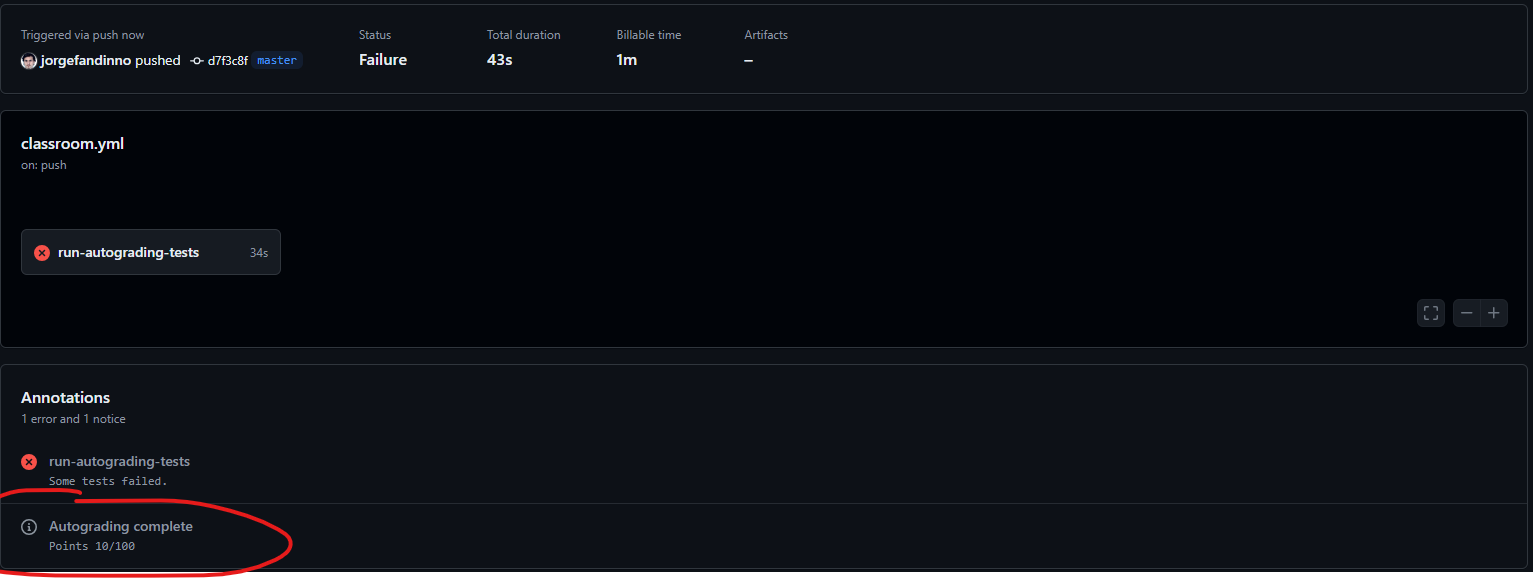 Triggered via push now
jorgefandinno pushed d7f3c8f master
Status
Failure
Total duration
43s
Billable time
1m
Artifacts
–
classroom.yml
on: push
run-autograding-tests 34s
Annotations
1 error and 1 notice
run-autograding-tests
Some tests failed.
Autograding complete
Points 10/100